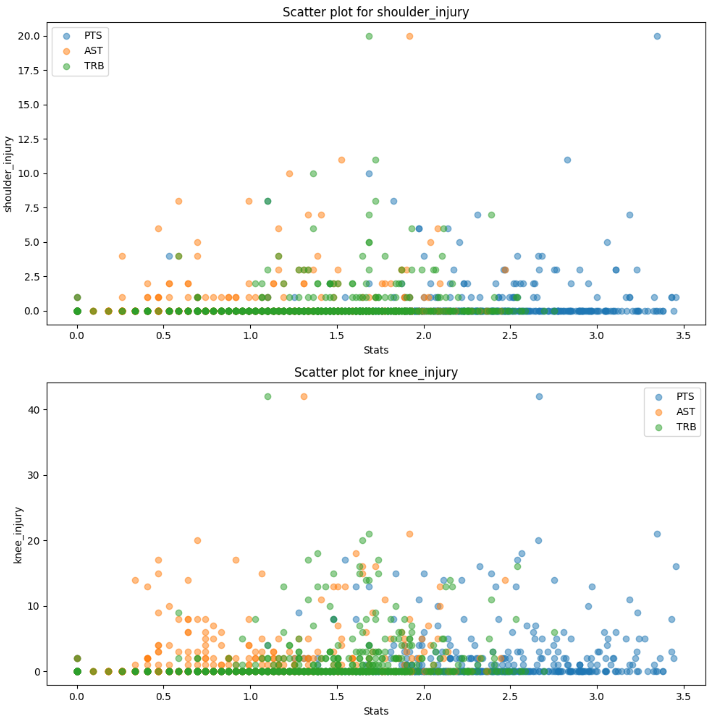 Scatter plot for shoulder_injury
PTS
AST
TRB
shoulder_injury
20.0
17.5
15.0
12.5
10.0
7.5
5.0
2.5
0.0
0.0 0.5 1.0 1.5 2.0 2.5 3.0 3.5
Stats
Scatter plot for knee_injury
PTS
AST
TRB
knee_injury
40
30
20
10
0
0.0 0.5 1.0 1.5 2.0 2.5 3.0 3.5
Stats